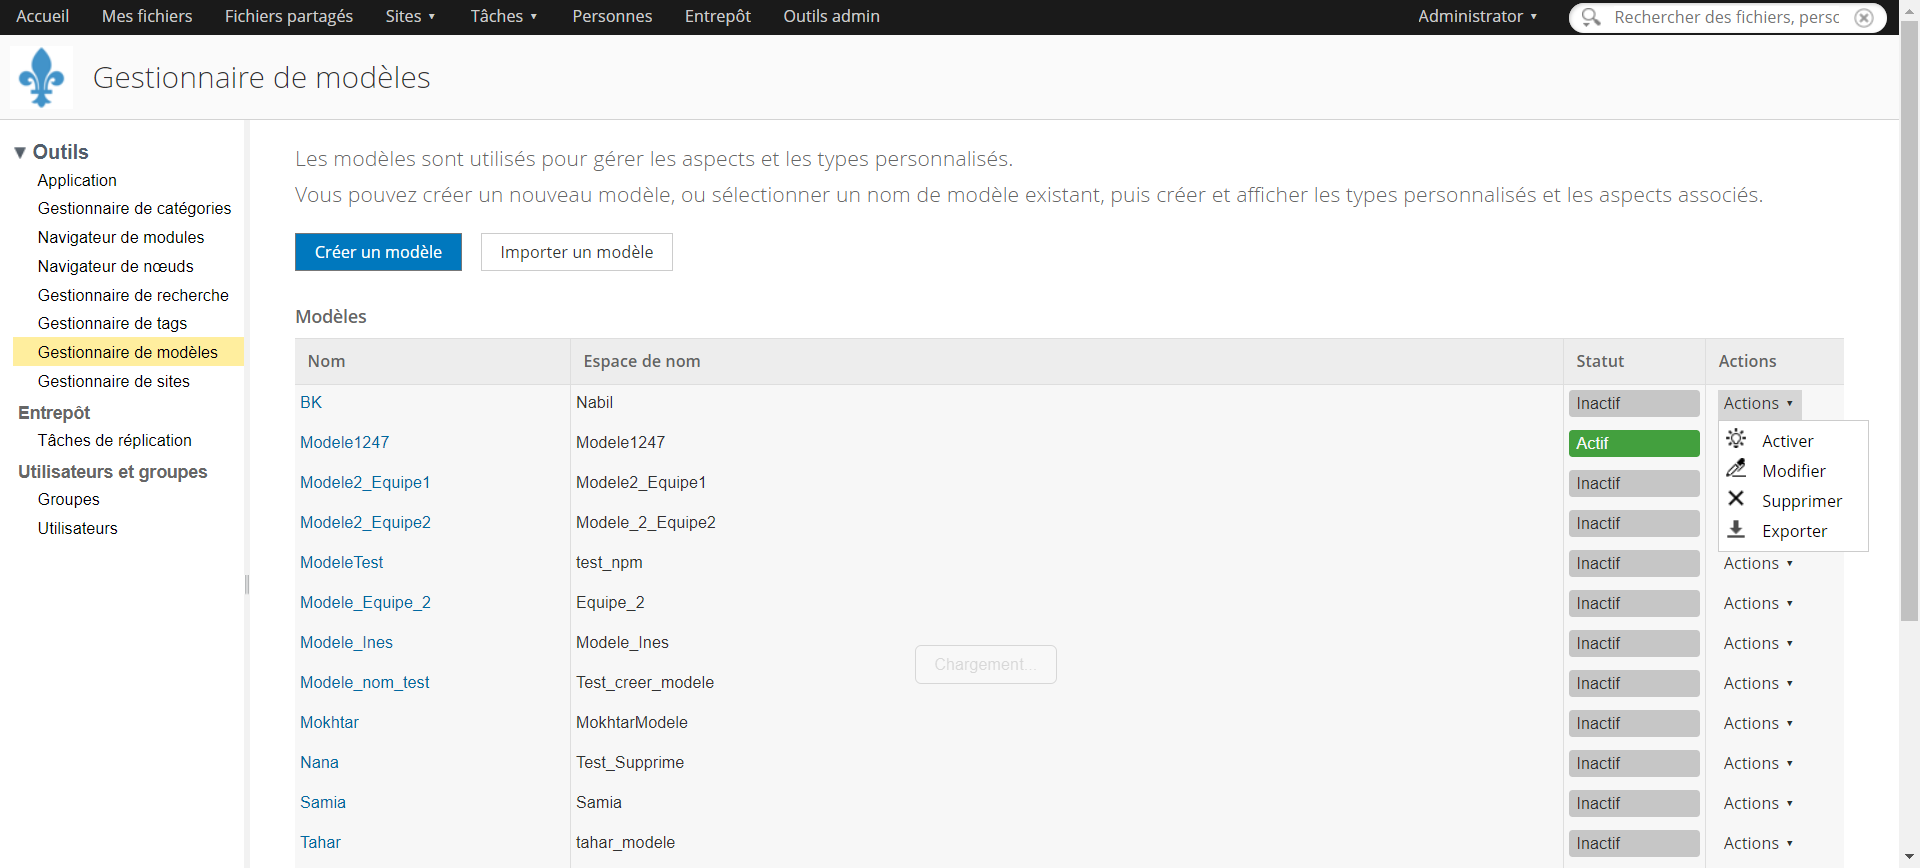 Accueil Mes fichiers Fichiers partagés Sites Tâches Personnes Entrepôt Outils admin Administrator Rechercher des fichiers, persc
Gestionnaire de modèles
Outils
Application
Gestionnaire de catégories
Navigateur de modules
Navigateur de nœuds
Gestionnaire de recherche
Gestionnaire de tags
Gestionnaire de modèles
Gestionnaire de sites
Entrepôt
Tâches de réplication
Utilisateurs et groupes
Groupes
Utilisateurs
Les modèles sont utilisés pour gérer les aspects et les types personnalisés.
Vous pouvez créer un nouveau modèle, ou sélectionner un nom de modèle existant, puis créer et afficher les types personnalisés et les aspects associés.
Créer un modèle Importer un modèle
Modèles
Nom Espace de nom Statut Actions
BK Nabil Inactif Actions
Modele1247 Modele1247 Actif
Modele2_Equipe1 Modele2_Equipe1 Inactif
Modele2_Equipe2 Modele_2_Equipe2 Inactif
Activer
Modifier
Supprimer
Exporter
ModeleTest test_npm Inactif Actions
Modele_Equipe_2 Equipe_2 Inactif Actions
Modele_Ines Modele_Ines Inactif Actions
Chargement...
Modele_nom_test Test_creer_modele Inactif Actions
Mokhtar MokhtarModele Inactif Actions
Nana Test_Supprime Inactif Actions
Samia Samia Inactif Actions
Tahar tahar_modele Inactif Actions